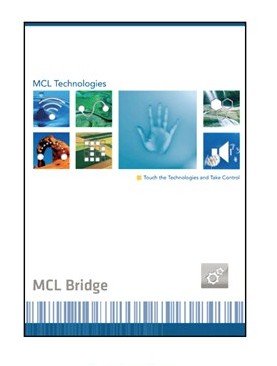 MCL Technologies
Touch the Technologies and Take Control
MCL Bridge